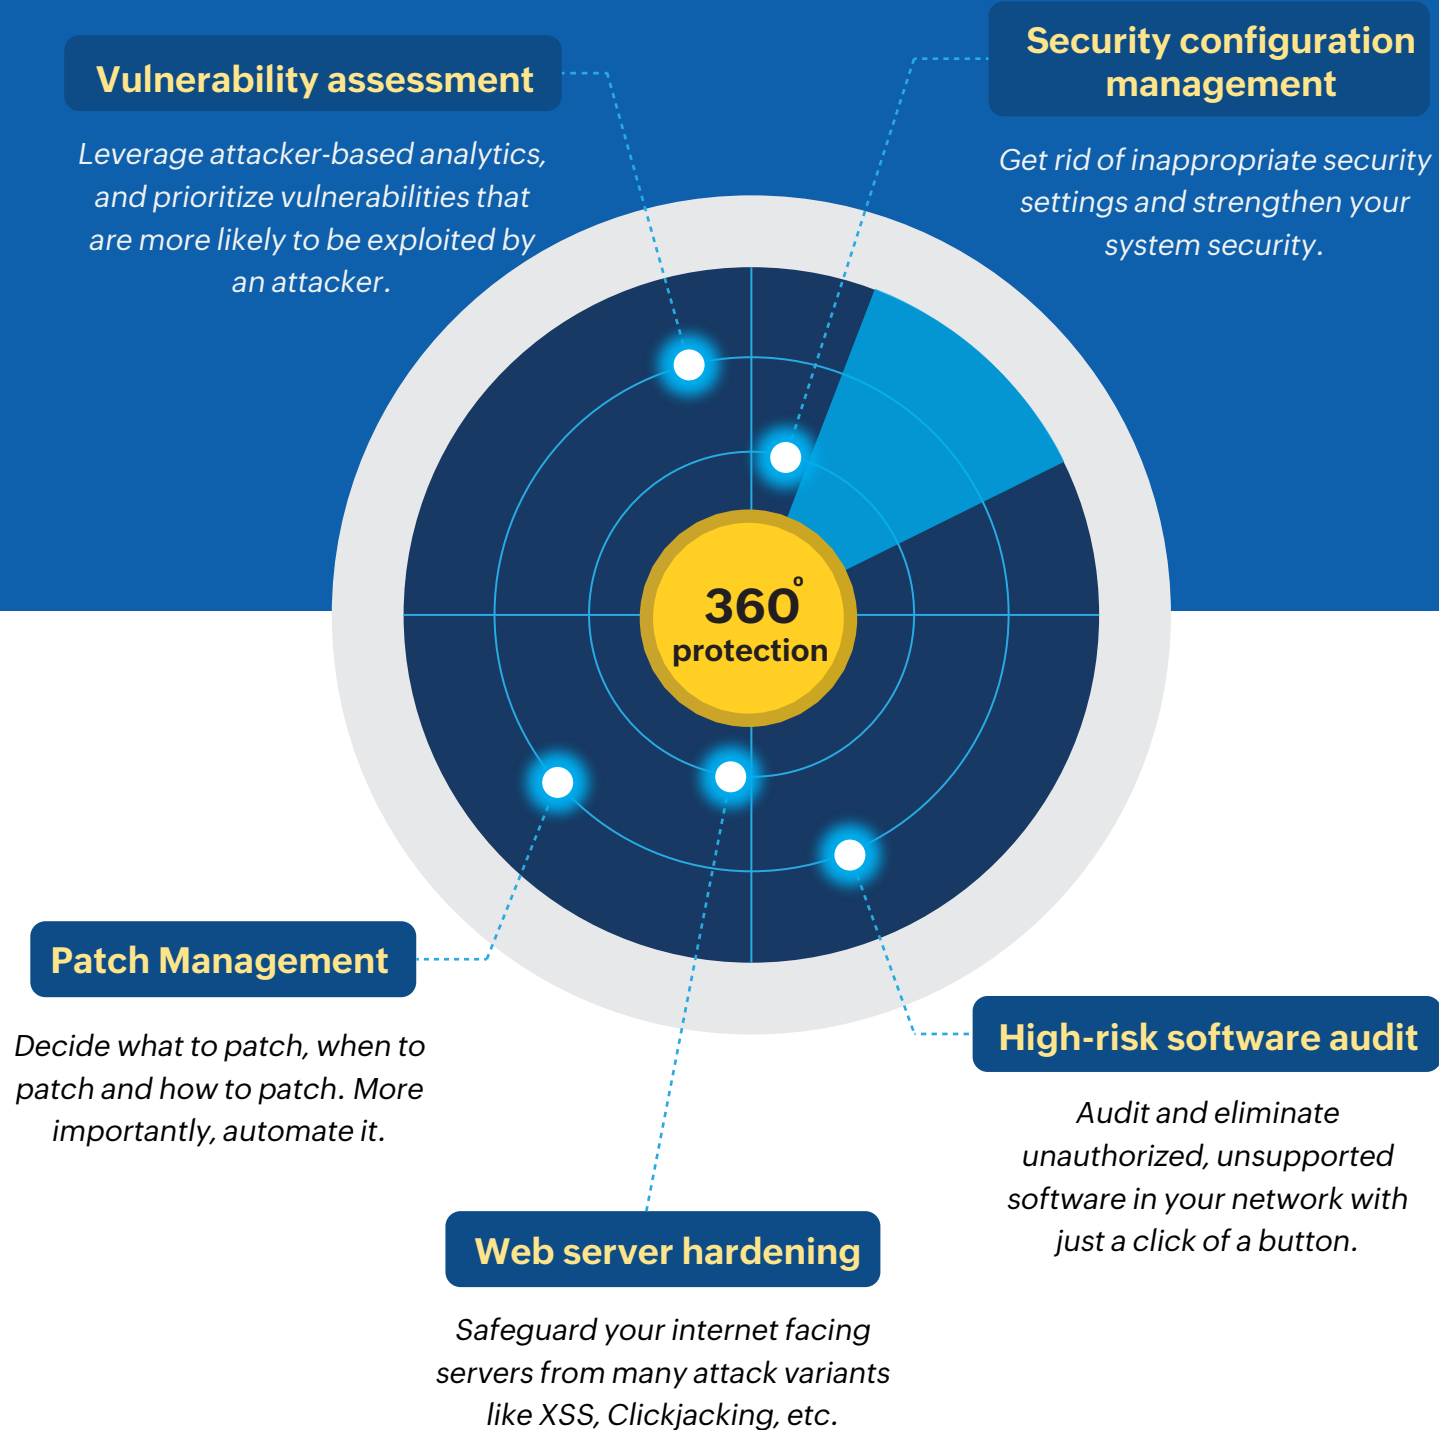 Vulnerability assessment
Leverage attacker-based analytics,
and prioritize vulnerabilities that
are more likely to be exploited by
an attacker.
Security configuration
management
Get rid of inappropriate security
settings and strengthen your
system security.
360°
protection
Patch Management
Decide what to patch, when to
patch and how to patch. More
importantly, automate it.
High-risk software audit
Audit and eliminate
unauthorized, unsupported
software in your network with
just a click of a button.
Web server hardening
Safeguard your internet facing
servers from many attack variants
like XSS, Clickjacking, etc.